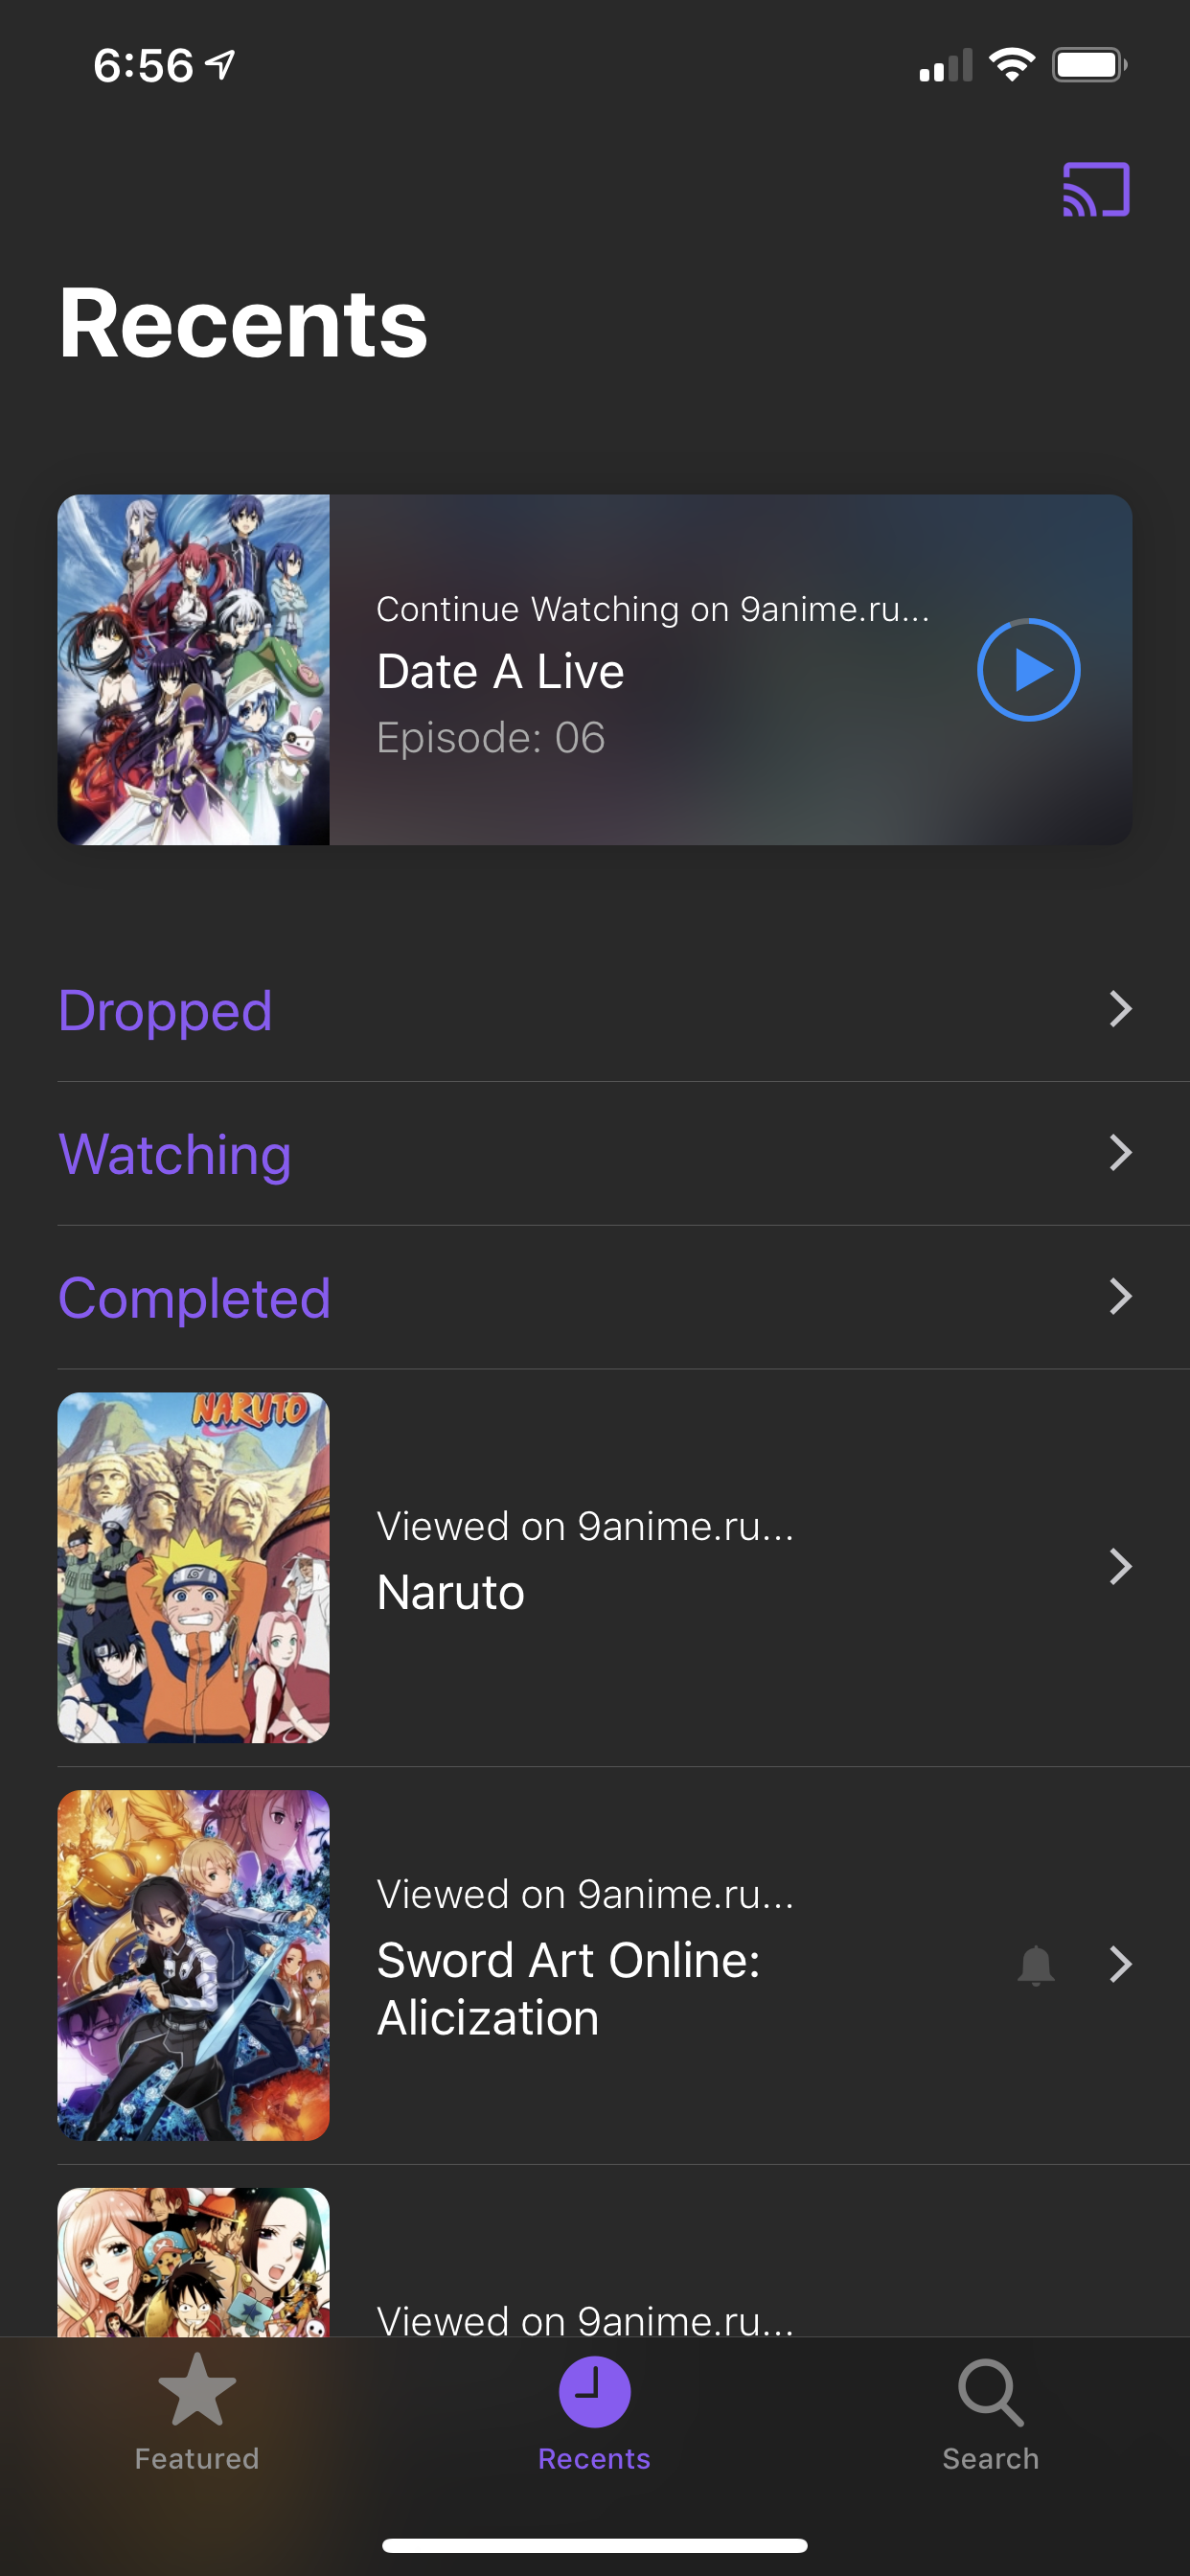 6:56
Recents
Continue Watching on 9anime.ru...
Date A Live
Episode: 06
Dropped
Watching
Completed
NARUTO
Viewed on 9anime.ru...
Naruto
Viewed on 9anime.ru...
Sword Art Online:
Alicization
Viewed on 9anime.ru...
Featured
Recents
Search